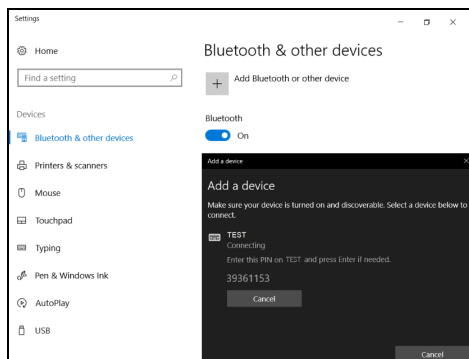 Settings
Home
Find a setting
Devices
Bluetooth & other devices
Printers & scanners
Mouse
Touchpad
Typing
Pen & Windows Ink
AutoPlay
USB
Bluetooth & other devices
Add Bluetooth or other device
Bluetooth
On
Add a device
Add a device
Make sure your device is turned on and discoverable. Select a device below to
connect.
TEST
Connecting
Enter this PIN on TEST and press Enter if needed.
39361153
Cancel
Cancel